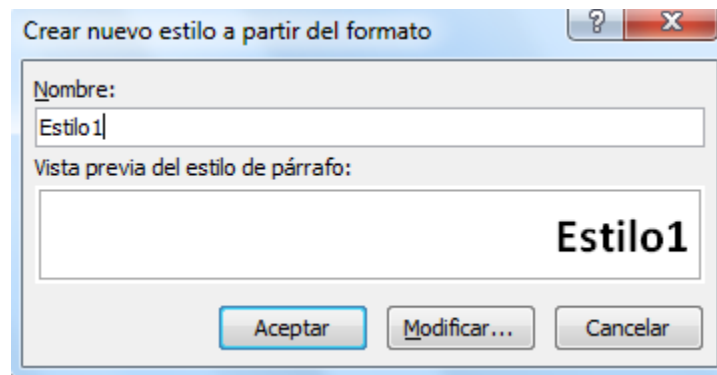 Crear nuevo estilo a partir del formato
Nombre:
Estilo1
Vista previa del estilo de párrafo:
Estilo1
Aceptar Modificar... Cancelar